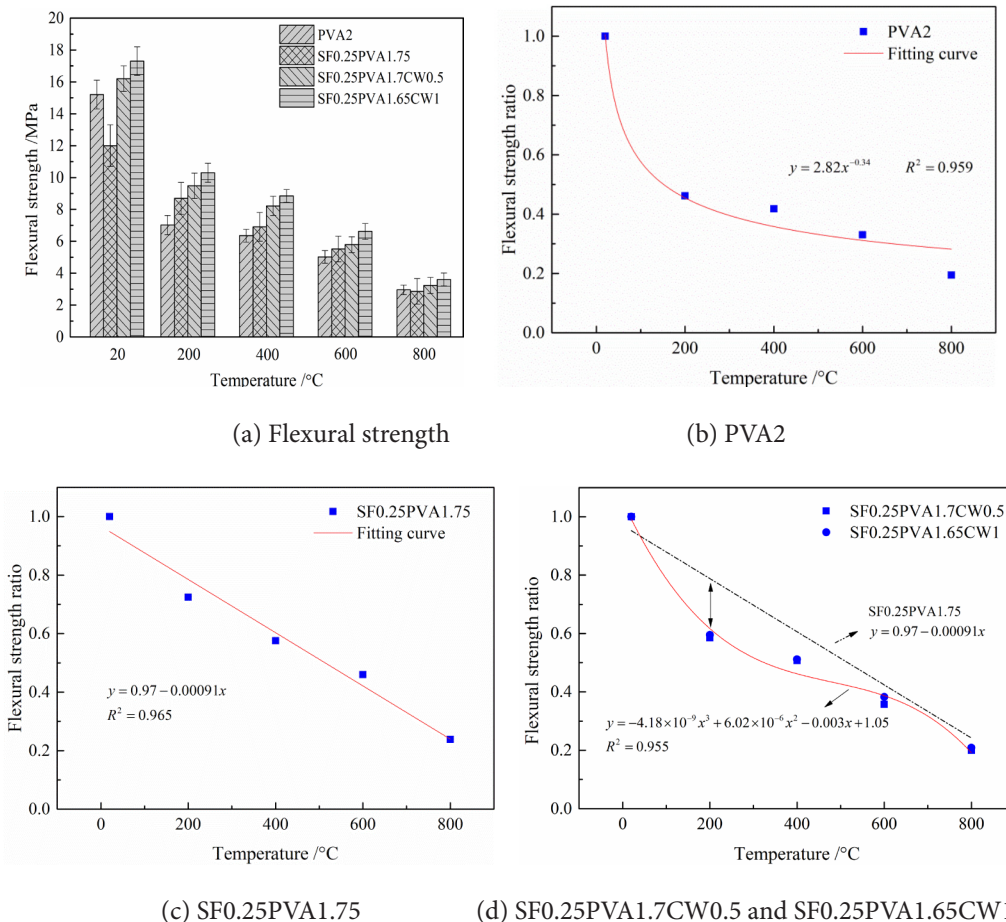 PVA2
SF0.25PVA1.75
SF0.25PVA1.7CW0.5
SF0.25PVA1.65CW1
Flexural strength /MPa
18
16
14
12
10
8
6
4
2
0
20 200 400 600 800
Temperature /°C
(a) Flexural strength
PVA2
Fitting curve
y = 2.82x^{-0.34} R^2 = 0.959
Flexural strength ratio
1.0
0.8
0.6
0.4
0.2
0.0
0 200 400 600 800
Temperature /°C
(b) PVA2
SF0.25PVA1.75
Fitting curve
y = 0.97 − 0.00091x
R^2 = 0.965
Flexural strength ratio
1.0
0.8
0.6
0.4
0.2
0.0
0 200 400 600 800
Temperature /°C
(c) SF0.25PVA1.75
SF0.25PVA1.7CW0.5
SF0.25PVA1.65CW1
SF0.25PVA1.75
y = 0.97 − 0.00091x
y = −4.18×10^{-9}x^3 + 6.02×10^{-6}x^2 − 0.003x + 1.05
R^2 = 0.955
Flexural strength ratio
1.0
0.8
0.6
0.4
0.2
0.0
0 200 400 600 800
Temperature /°C
(d) SF0.25PVA1.7CW0.5 and SF0.25PVA1.65CW1